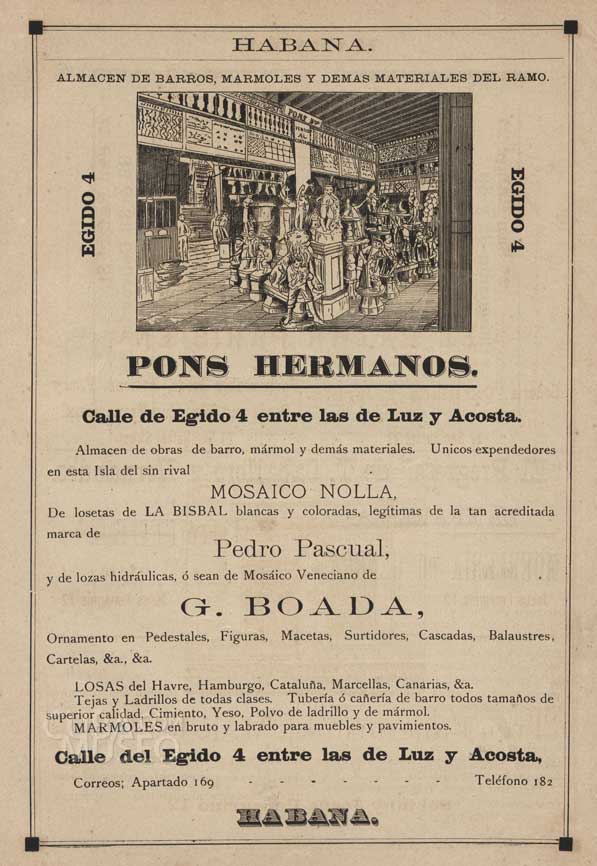 HABANA.
ALMACEN DE BARROS, MARMOLES Y DEMAS MATERIALES DEL RAMO.
EGIDO 4
EGIDO 4
PONS HERMANOS.
Calle de Egido 4 entre las de Luz y Acosta.
Almacen de obras de barro, mármol y demás materiales. Unicos expendedores
en esta Isla del sin rival
MOSAICO NOLLA,
De losetas de LA BISBAL blancas y coloradas, legítimas de la tan acreditada
marca de
Pedro Pascual,
y de lozas hidráulicas, ó sean de Mosáico Veneciano de
G. BOADA,
Ornamento en Pedestales, Figuras, Macetas, Surtidores, Cascadas, Balaustres,
Cartelas, &a., &a.
LOSAS del Havre, Hamburgo, Cataluña, Marcellas, Canarias, &a.
Tejas y Ladrillos de todas clases. Tubería ó cañería de barro todos tamaños de
superior calidad, Cimiento, Yeso, Polvo de ladrillo y de mármol.
MARMOLES en bruto y labrado para muebles y pavimentos.
Calle del Egido 4 entre las de Luz y Acosta,
Correos; Apartado 169 - - - - - - Teléfono 182
HABANA.